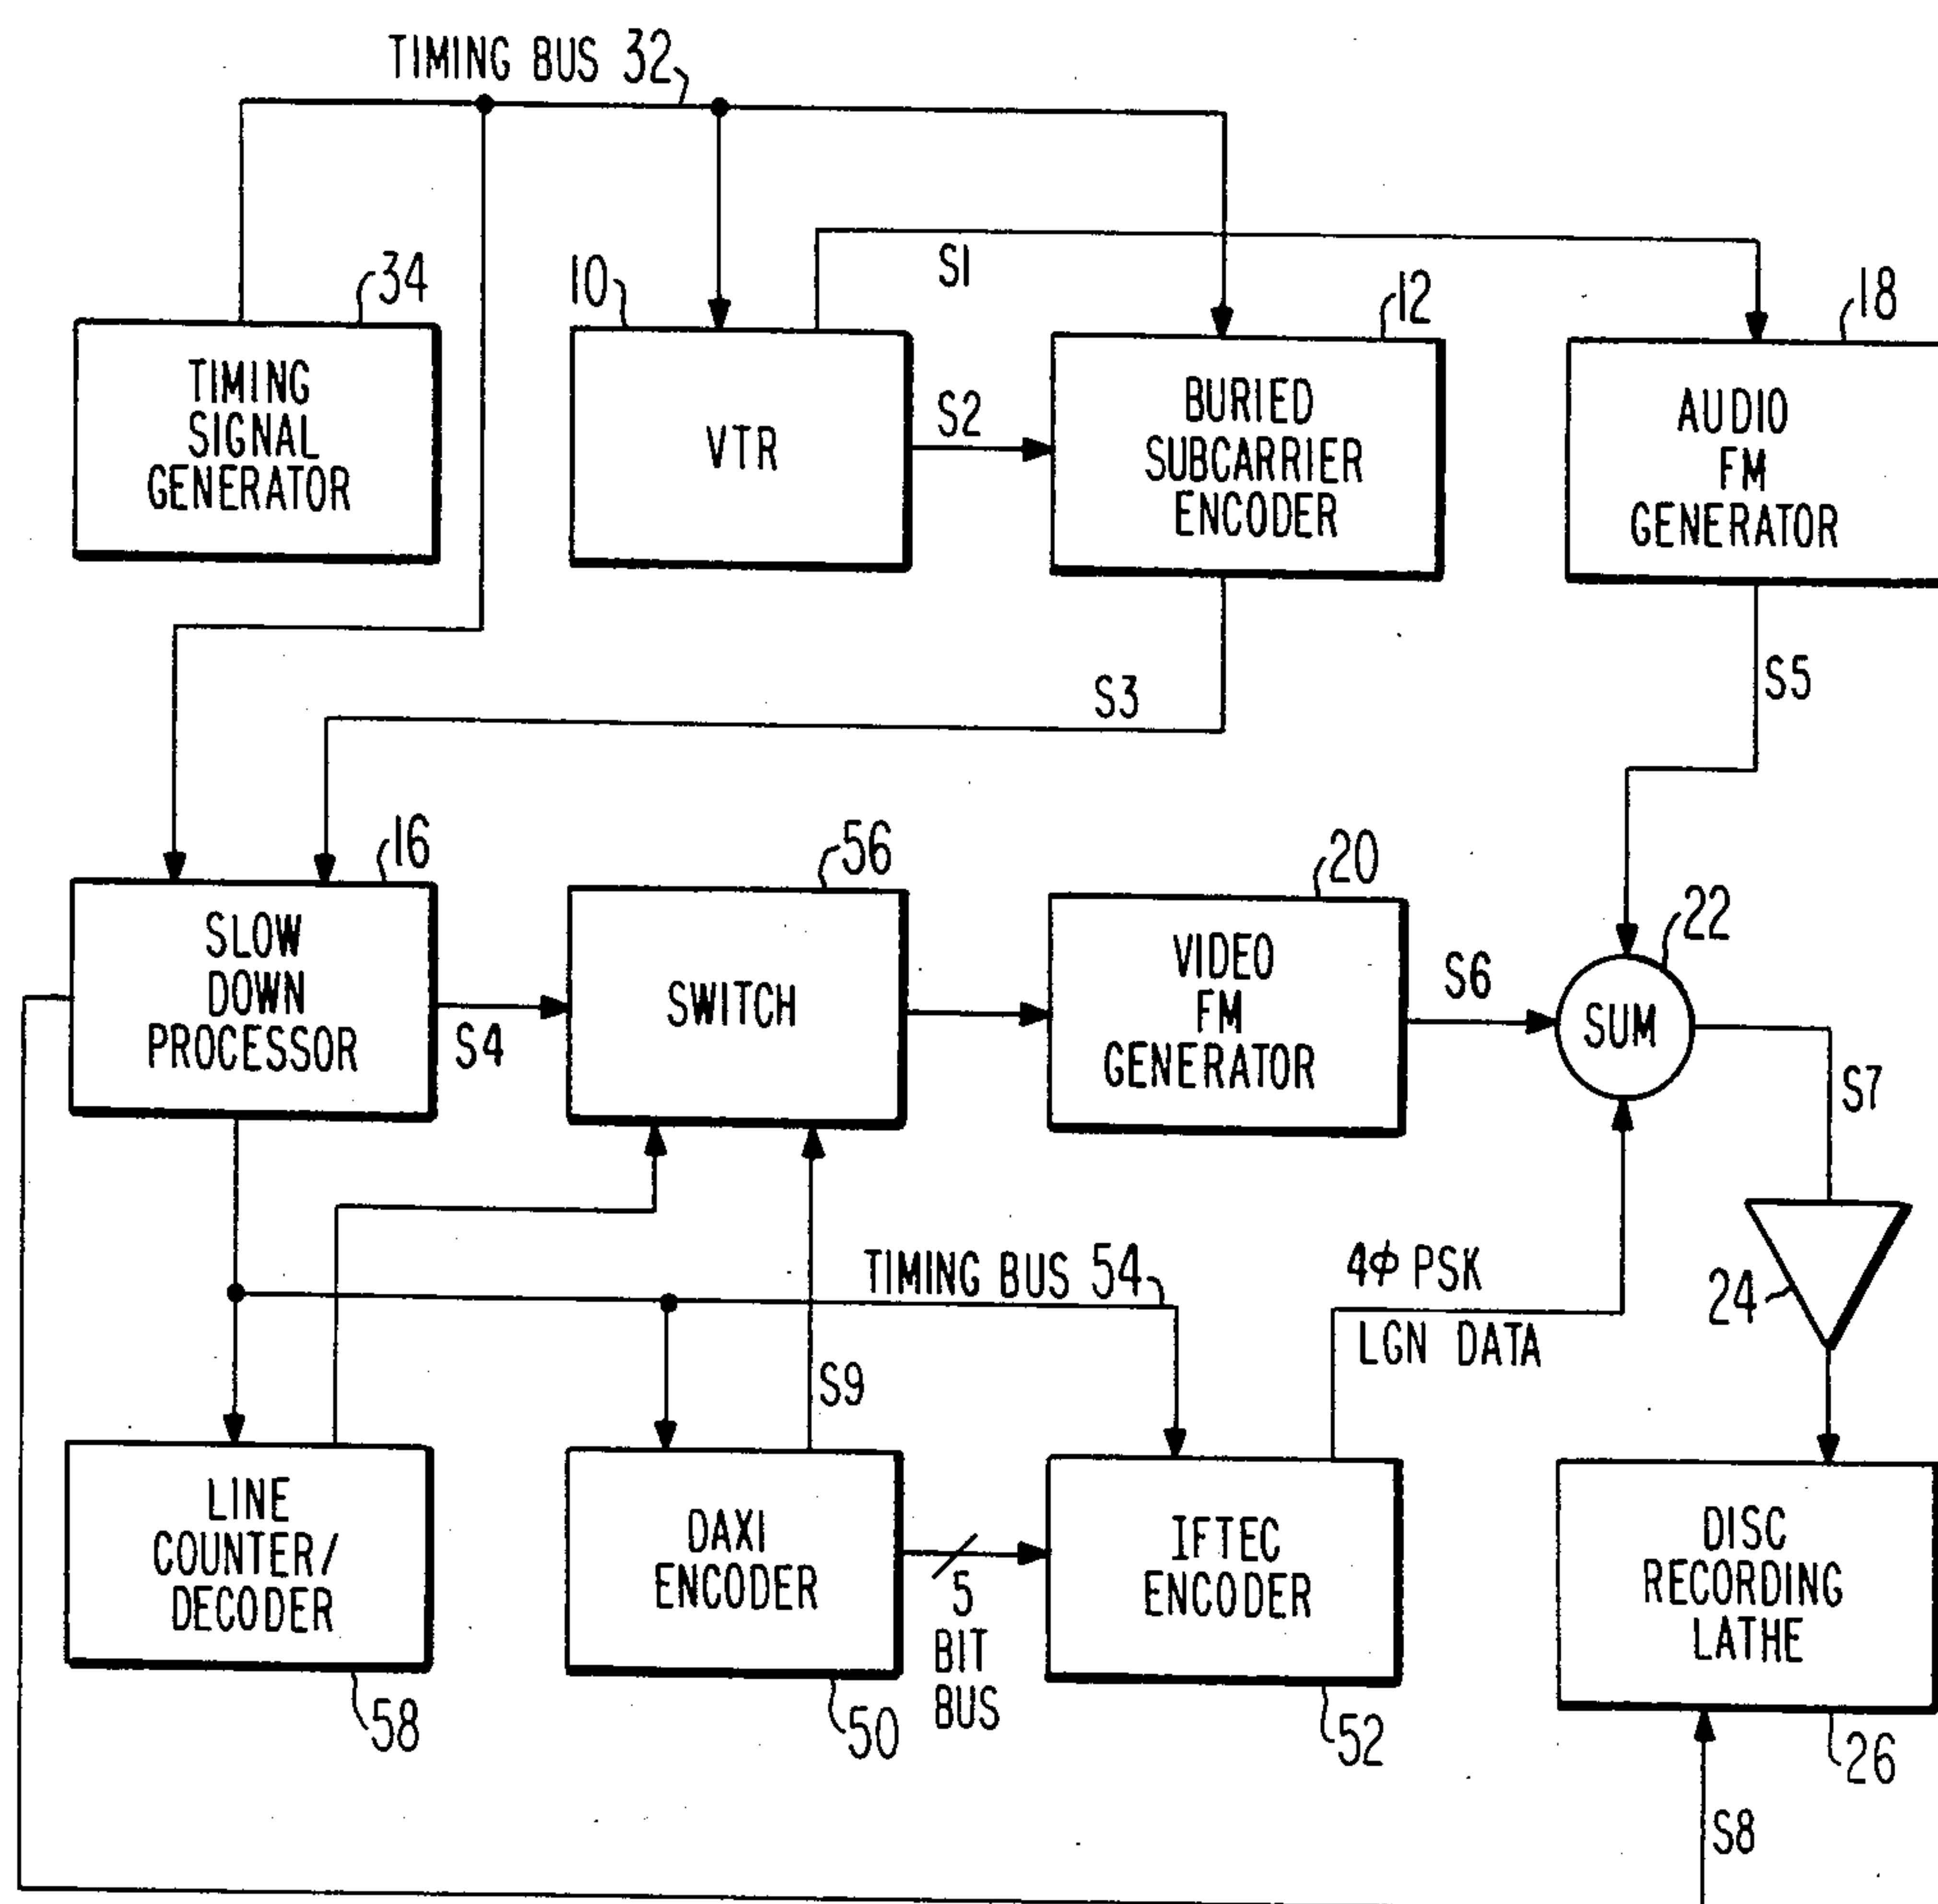 TIMING BUS 32
34
10
S1
12
18
TIMING
SIGNAL
GENERATOR
VTR
S2
BURIED
SUBCARRIER
ENCODER
AUDIO
FM
GENERATOR
S3
S5
16
56
20
22
SLOW
DOWN
PROCESSOR
S4
SWITCH
VIDEO
FM
GENERATOR
S6
SUM
S7
TIMING BUS 54
4ϕ PSK
LGN DATA
24
S9
LINE
COUNTER/
DECODER
DAXI
ENCODER
5
BIT
BUS
IFTEC
ENCODER
DISC
RECORDING
LATHE
58
50
52
26
S8